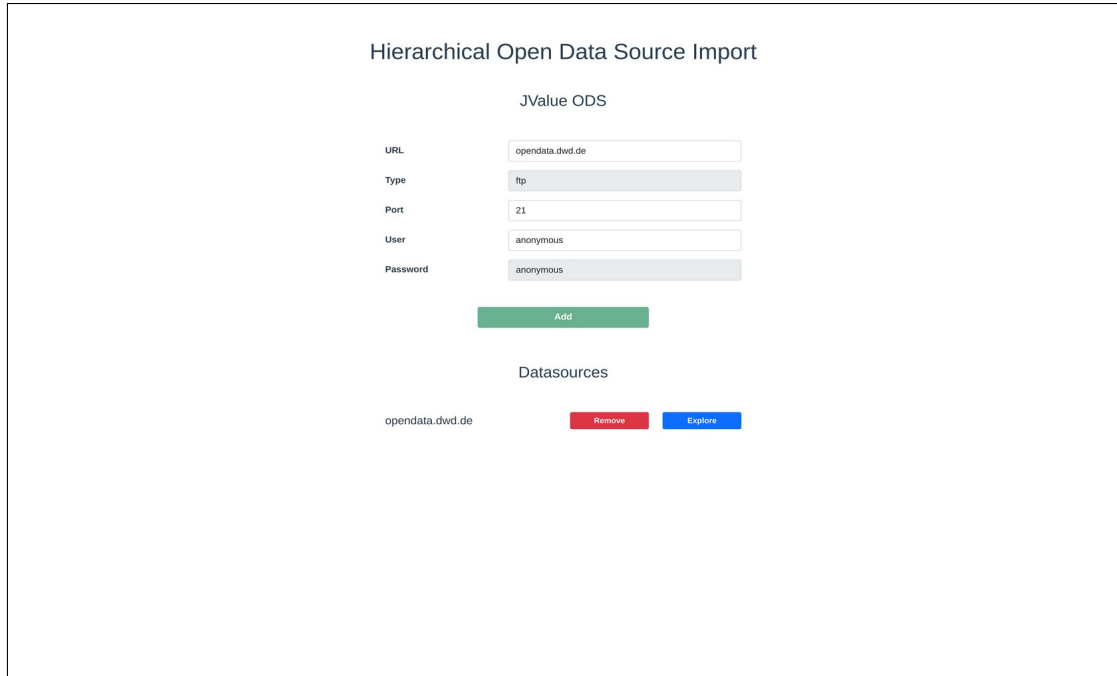 Hierarchical Open Data Source Import
JValue ODS
URL opendata.dwd.de
Type ftp
Port 21
User anonymous
Password anonymous
Add
Datasources
opendata.dwd.de Remove Explore